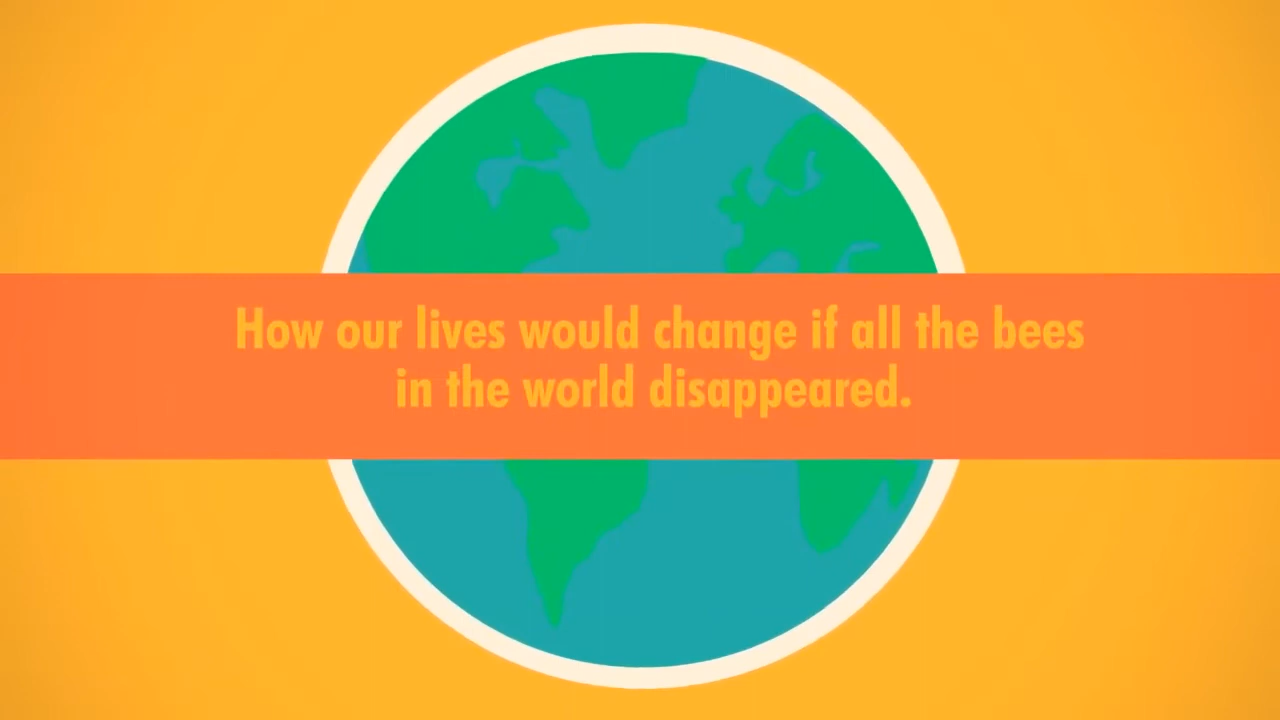 How our lives would change if all the bees
in the world disappeared.